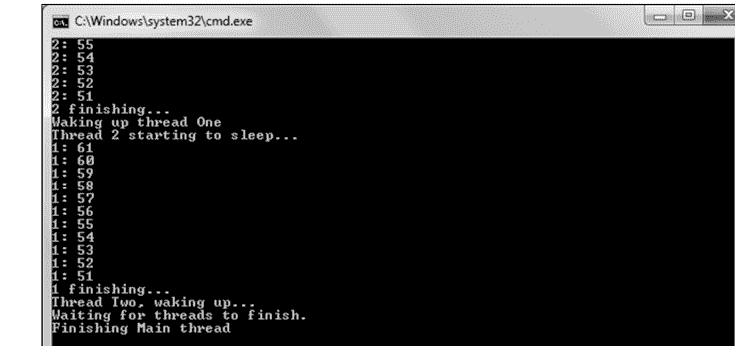 C:\Windows\system32\cmd.exe
2: 55
2: 54
2: 53
2: 52
2: 51
2 finishing...
Waking up thread One
Thread 2 starting to sleep...
1: 61
1: 60
1: 59
1: 58
1: 57
1: 56
1: 55
1: 54
1: 53
1: 52
1: 51
1 finishing...
Thread Two, waking up...
Waiting for threads to finish.
Finishing Main thread